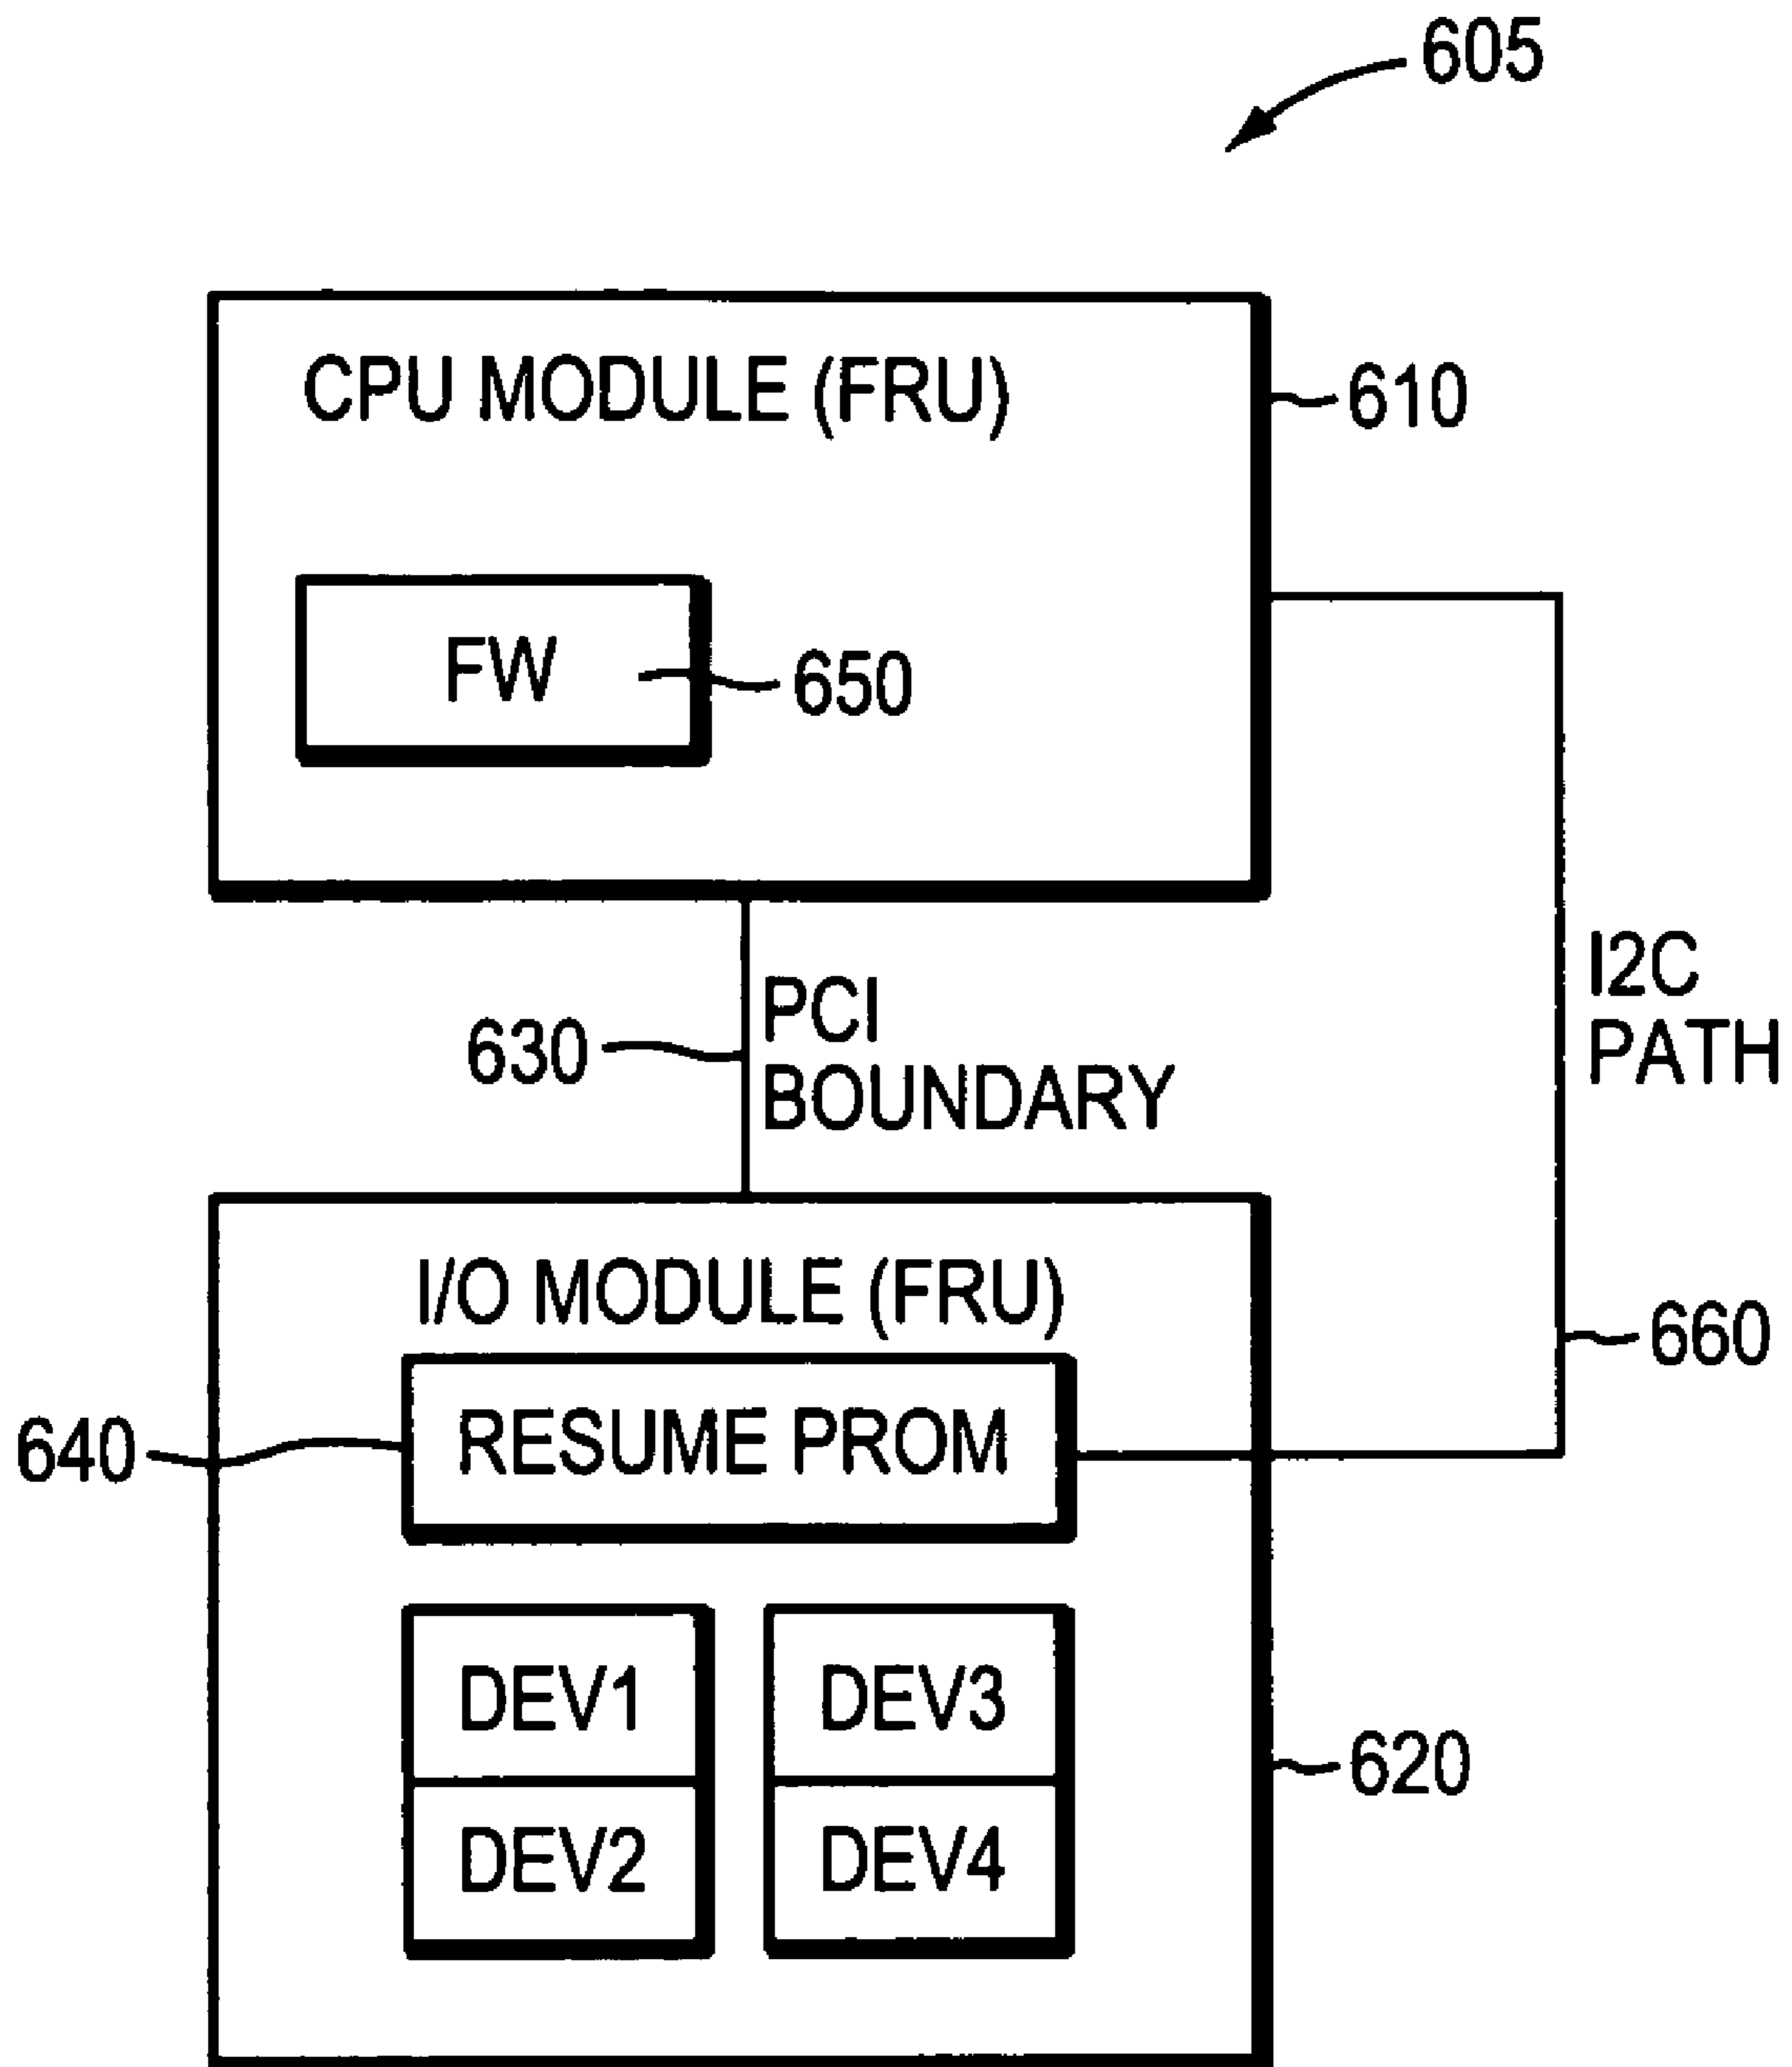 605
CPU MODULE (FRU)
610
FW
650
PCI
BOUNDARY
630
I2C
PATH
I/O MODULE (FRU)
660
RESUME PROM
640
DEV1
DEV3
620
DEV2
DEV4